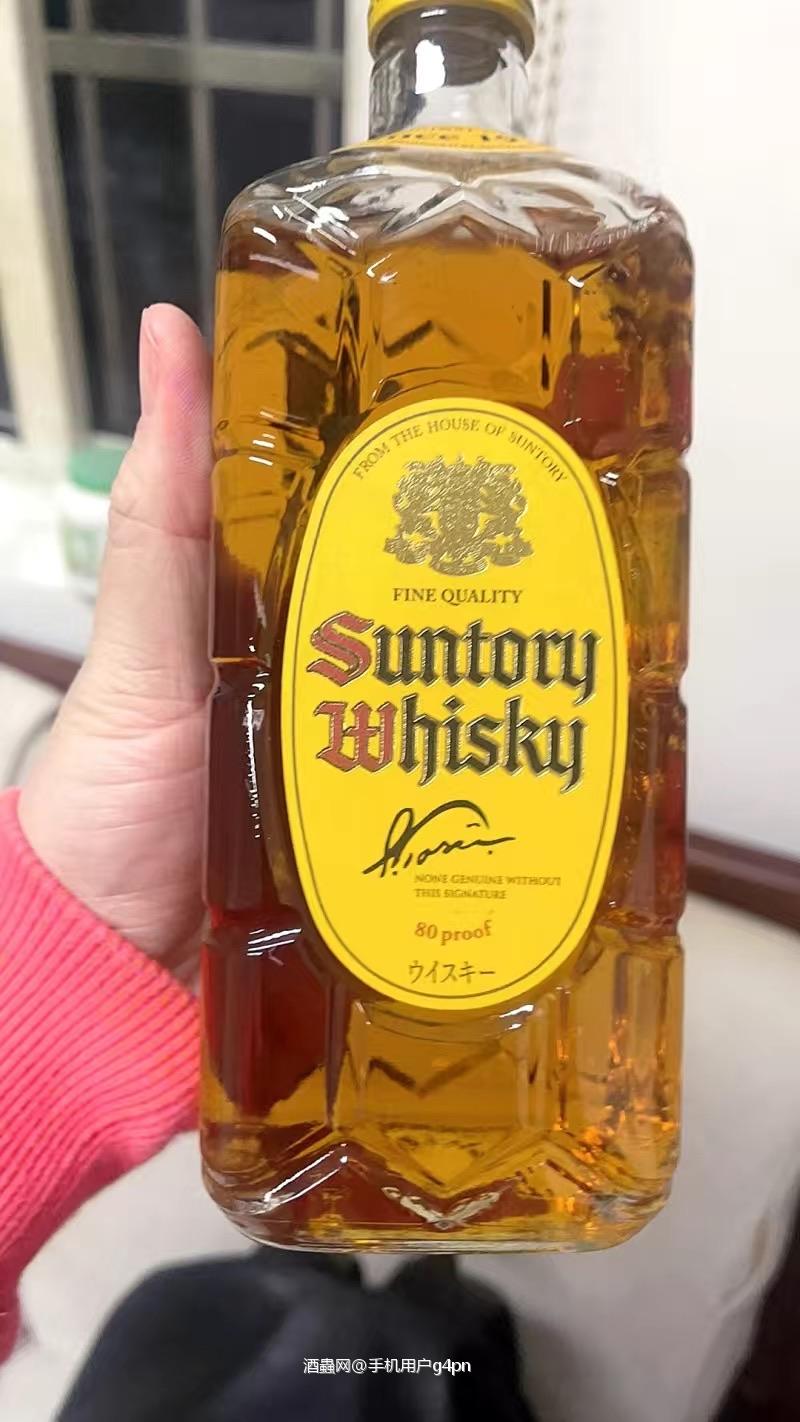 FROM THE HOUSE OF SUNTORY
FINE QUALITY
Suntory
Whisky
NONE GENUINE WITHOUT
THIS SIGNATURE
80 proof
ウイスキー
酒蟲网@手机用户g4pn